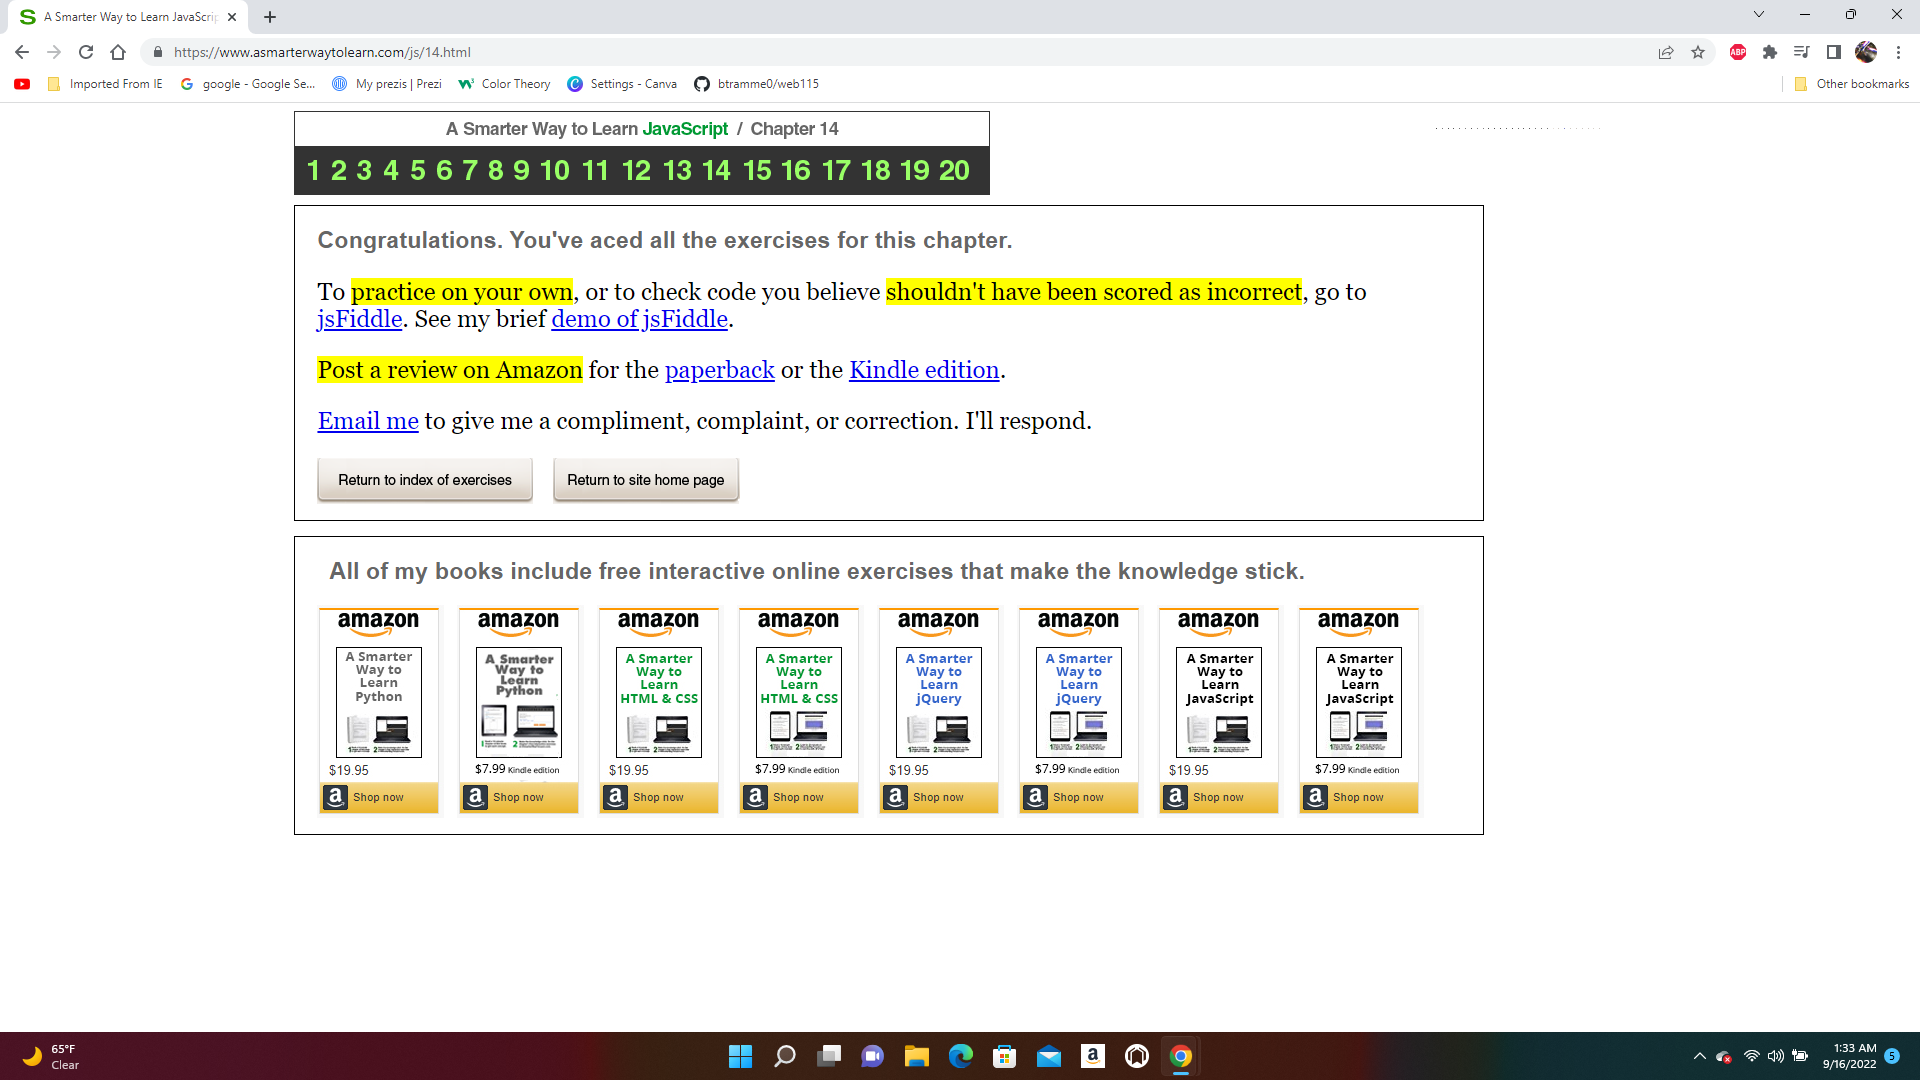 A Smarter Way to Learn JavaScrip
https://www.asmarterwaytolearn.com/js/14.html
ABP
Imported From IE
google - Google Se...
My prezis | Prezi
Color Theory
Settings - Canva
btramme0/web115
Other bookmarks
A Smarter Way to Learn JavaScript / Chapter 14
1 2 3 4 5 6 7 8 9 10 11 12 13 14 15 16 17 18 19 20
Congratulations. You've aced all the exercises for this chapter.
To practice on your own, or to check code you believe shouldn't have been scored as incorrect, go to
jsFiddle. See my brief demo of jsFiddle.
Post a review on Amazon for the paperback or the Kindle edition.
Email me to give me a compliment, complaint, or correction. I'll respond.
Return to index of exercises
Return to site home page
All of my books include free interactive online exercises that make the knowledge stick.
amazon
A Smarter
Way to
Learn
Python
$19.95
Shop now
amazon
A Smarter
Way to
Learn
Python
$7.99 Kindle edition
Shop now
amazon
A Smarter
Way to
Learn
HTML & CSS
$19.95
Shop now
amazon
A Smarter
Way to
Learn
HTML & CSS
$7.99 Kindle edition
Shop now
amazon
A Smarter
Way to
Learn
jQuery
$19.95
Shop now
amazon
A Smarter
Way to
Learn
jQuery
$7.99 Kindle edition
Shop now
amazon
A Smarter
Way to
Learn
JavaScript
$19.95
Shop now
amazon
A Smarter
Way to
Learn
JavaScript
$7.99 Kindle edition
Shop now
65°F
Clear
1:33 AM
9/16/2022
5